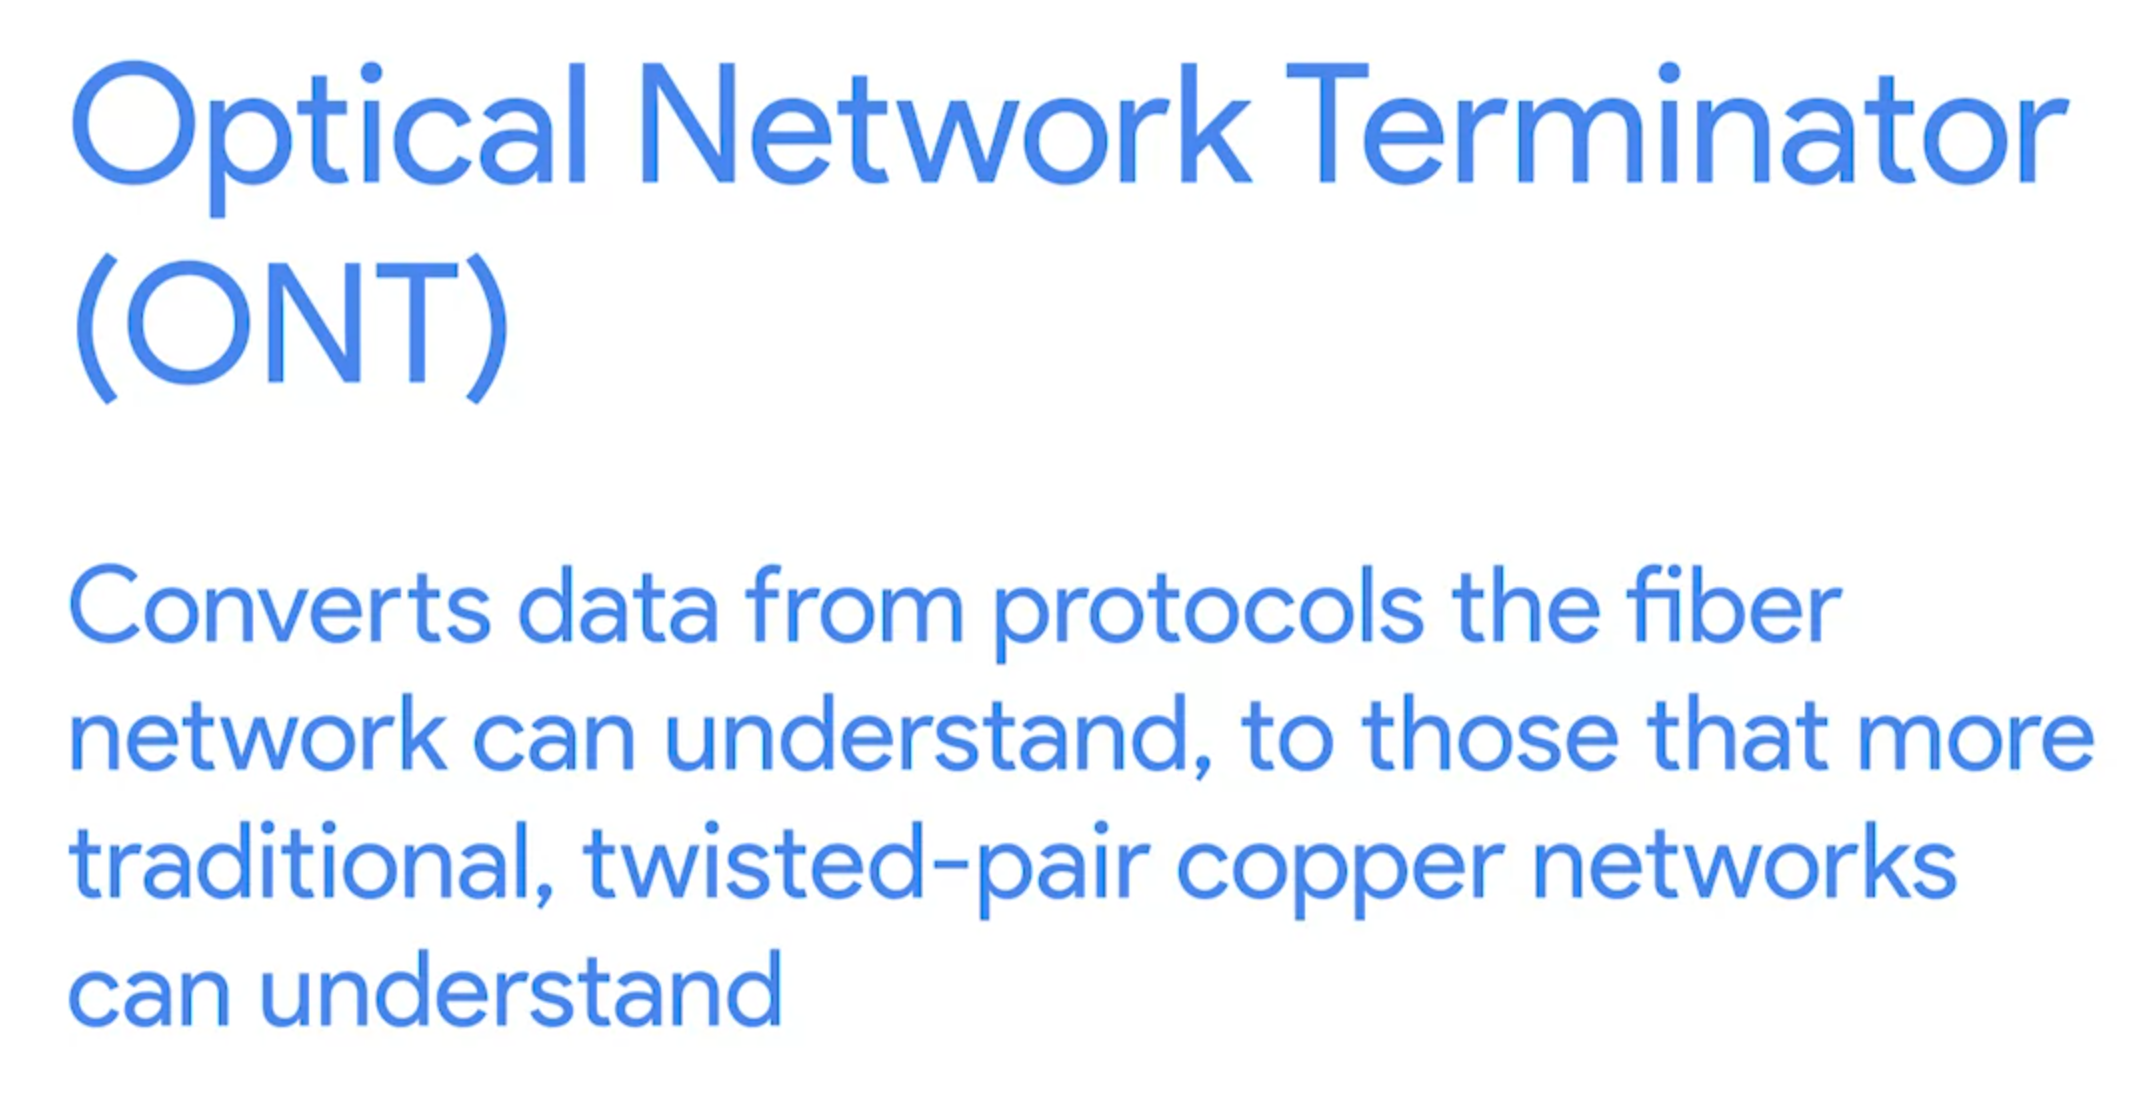 Optical Network Terminator
(ONT)
Converts data from protocols the fiber
network can understand, to those that more
traditional, twisted-pair copper networks
can understand